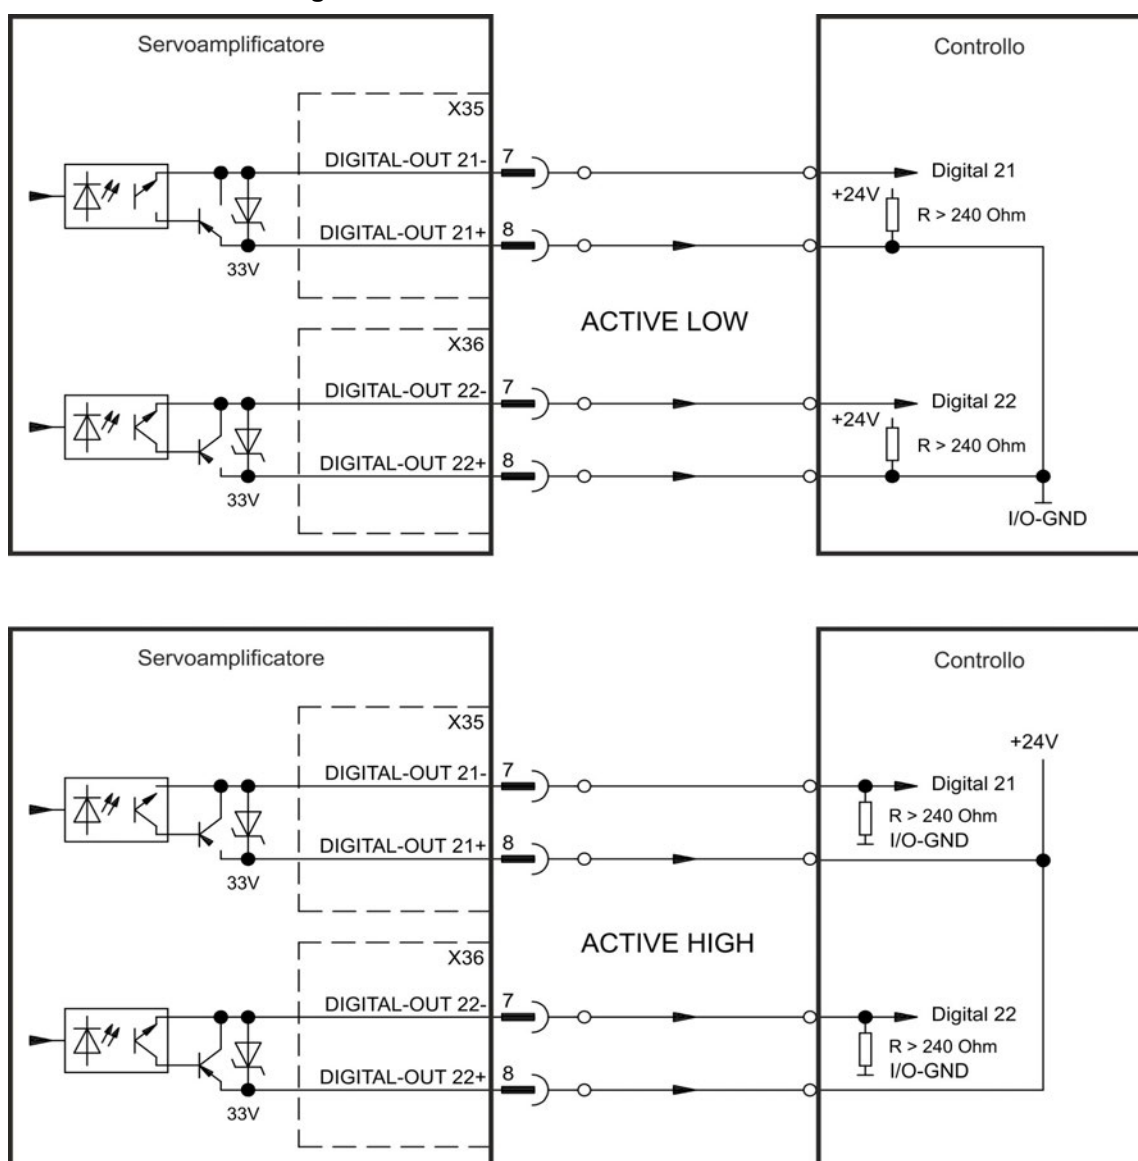 Servoamplificatore
Controllo
X35
DIGITAL-OUT 21-
7
Digital 21
+24V
R > 240 Ohm
DIGITAL-OUT 21+
8
33V
ACTIVE LOW
X36
DIGITAL-OUT 22-
7
Digital 22
+24V
R > 240 Ohm
DIGITAL-OUT 22+
8
33V
I/O-GND
Servoamplificatore
Controllo
X35
+24V
DIGITAL-OUT 21-
7
Digital 21
R > 240 Ohm
I/O-GND
DIGITAL-OUT 21+
8
33V
ACTIVE HIGH
X36
DIGITAL-OUT 22-
7
Digital 22
R > 240 Ohm
I/O-GND
DIGITAL-OUT 22+
8
33V